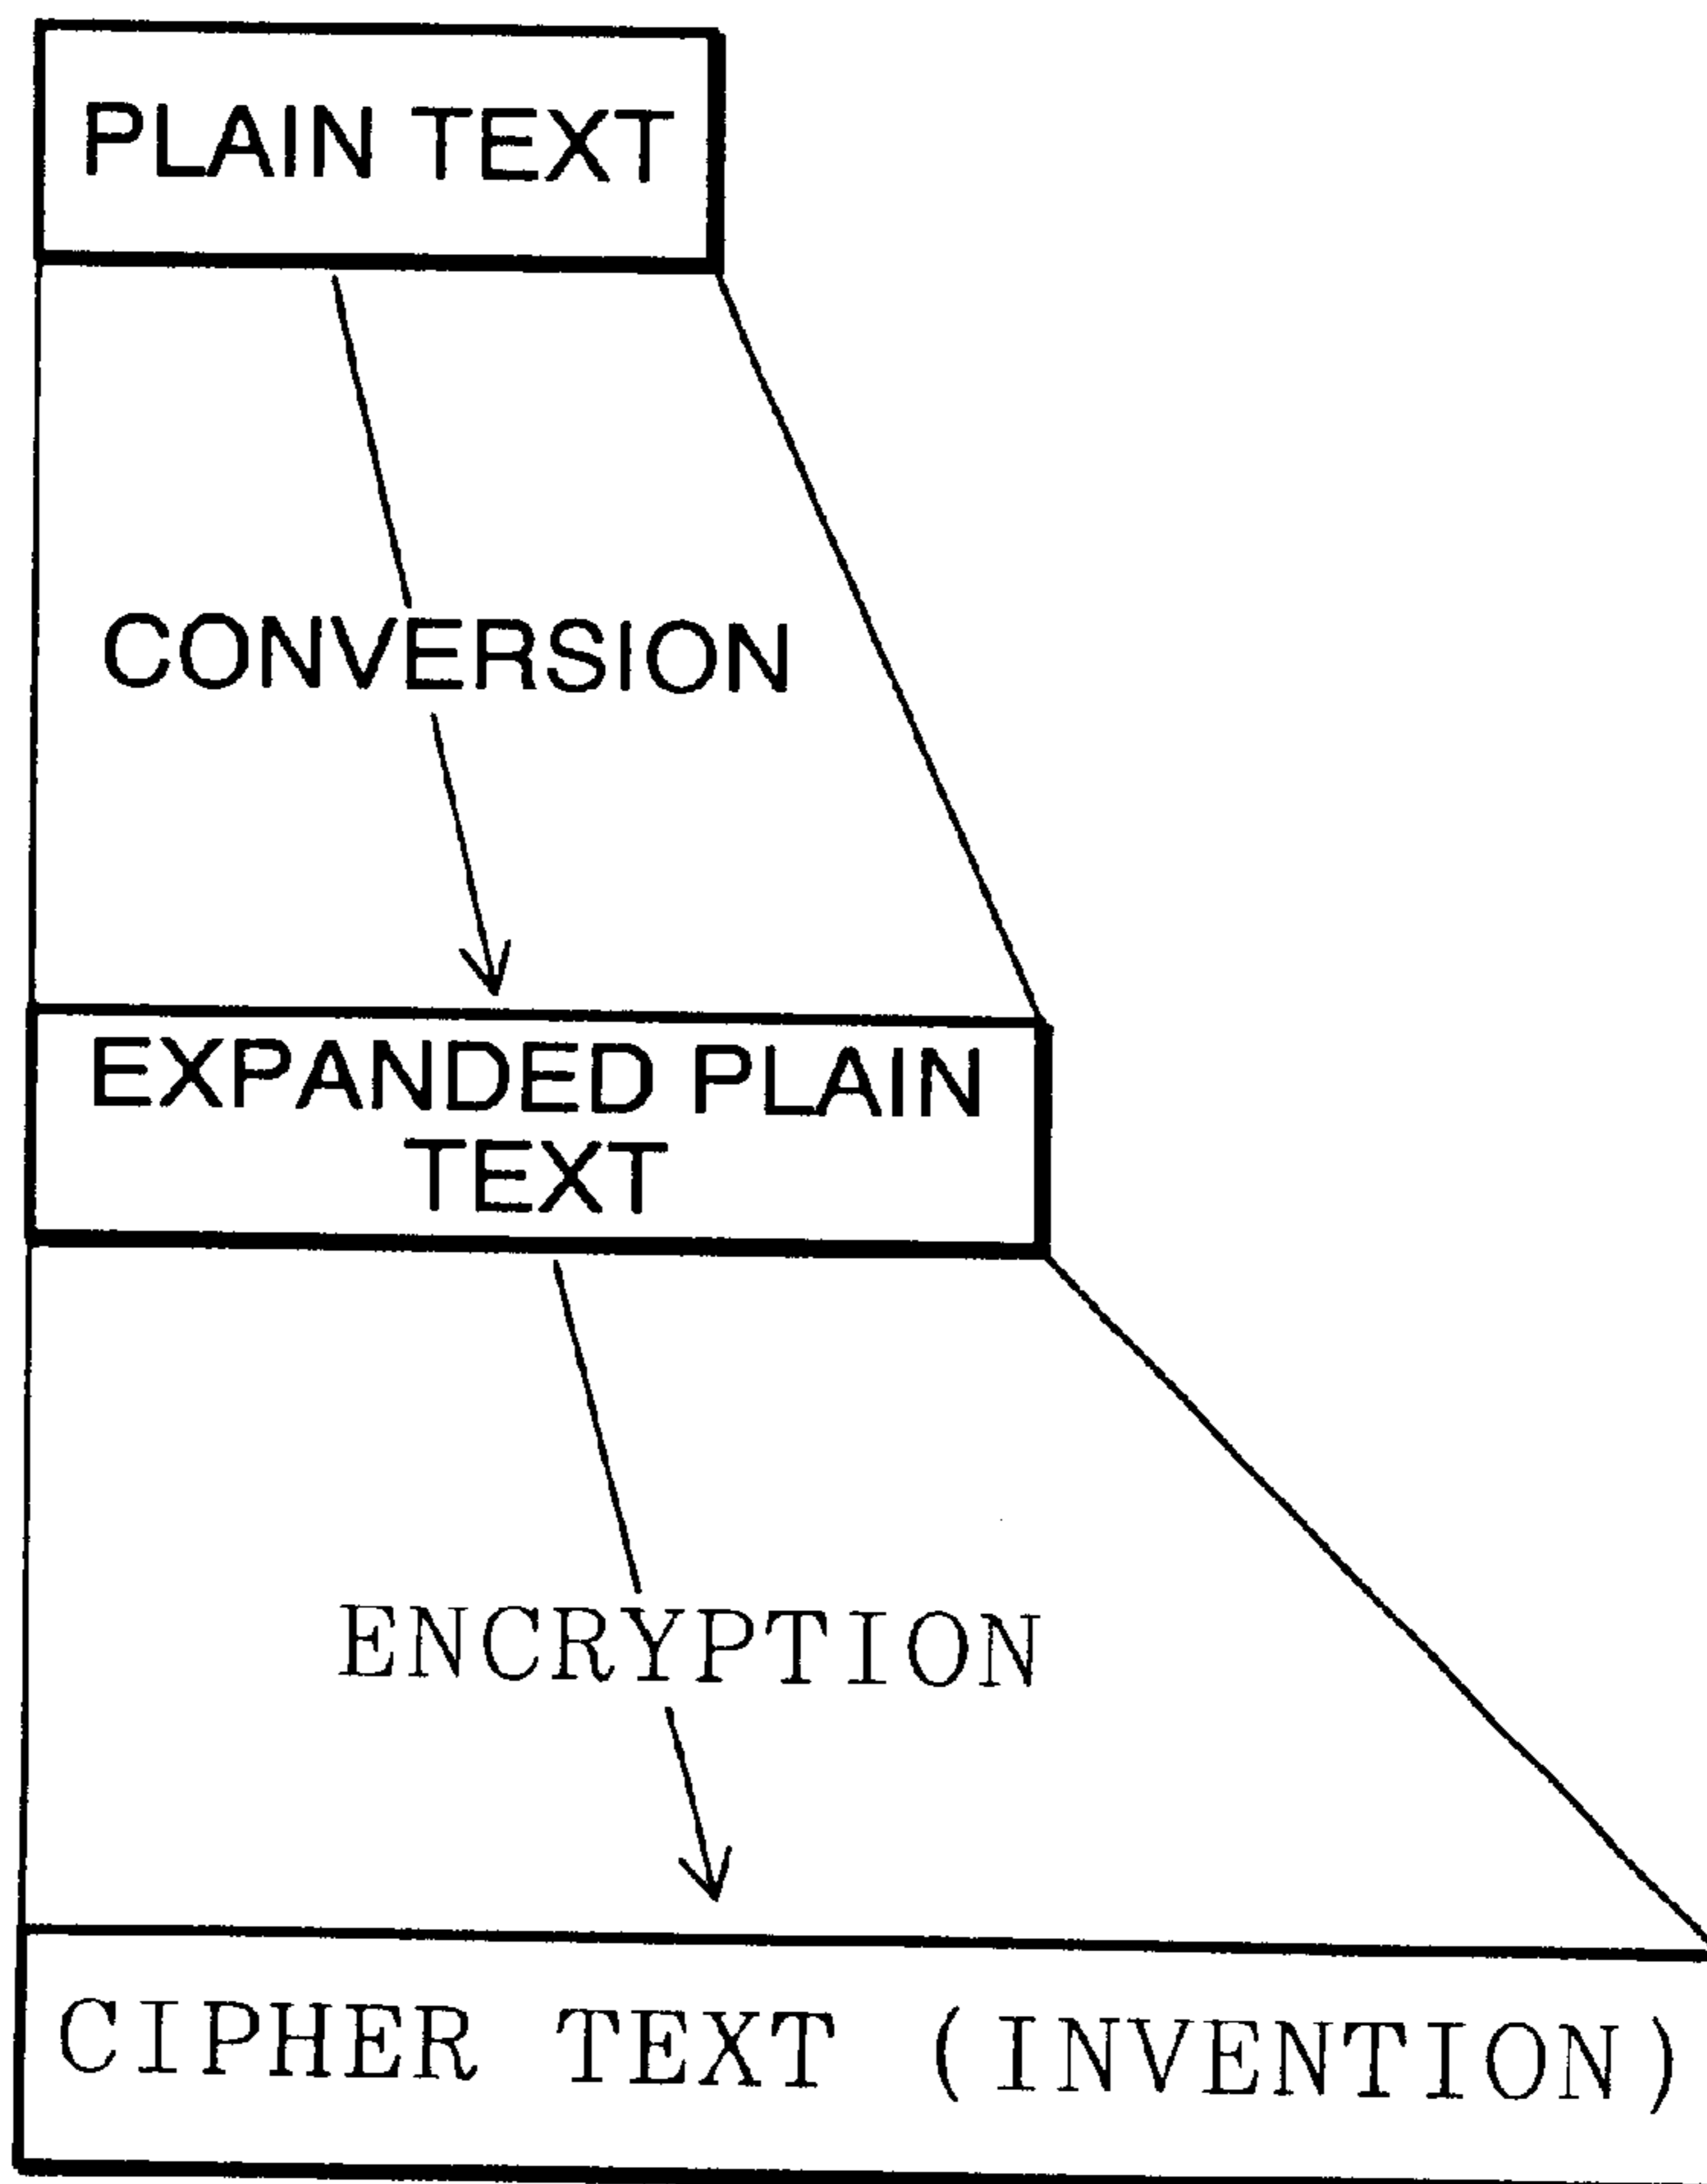 PLAIN TEXT
CONVERSION
EXPANDED PLAIN
TEXT
ENCRYPTION
CIPHER TEXT (INVENTION)